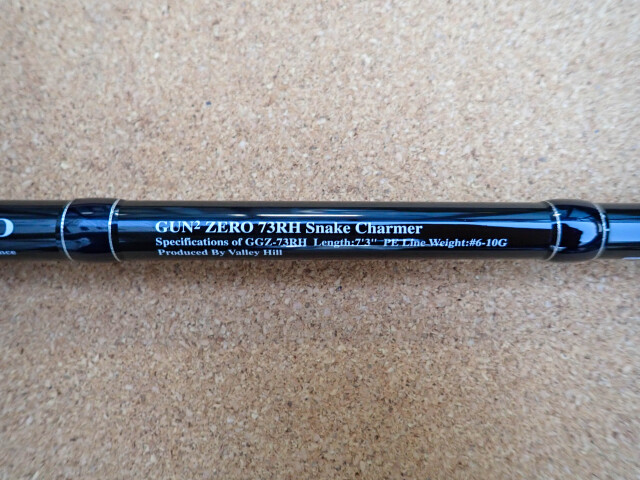 GUN² ZERO 73RH Snake Charmer
Specifications of GGZ-73RH Length:7'3" PE Line Weight:#6-10G
Produced By Valley Hill